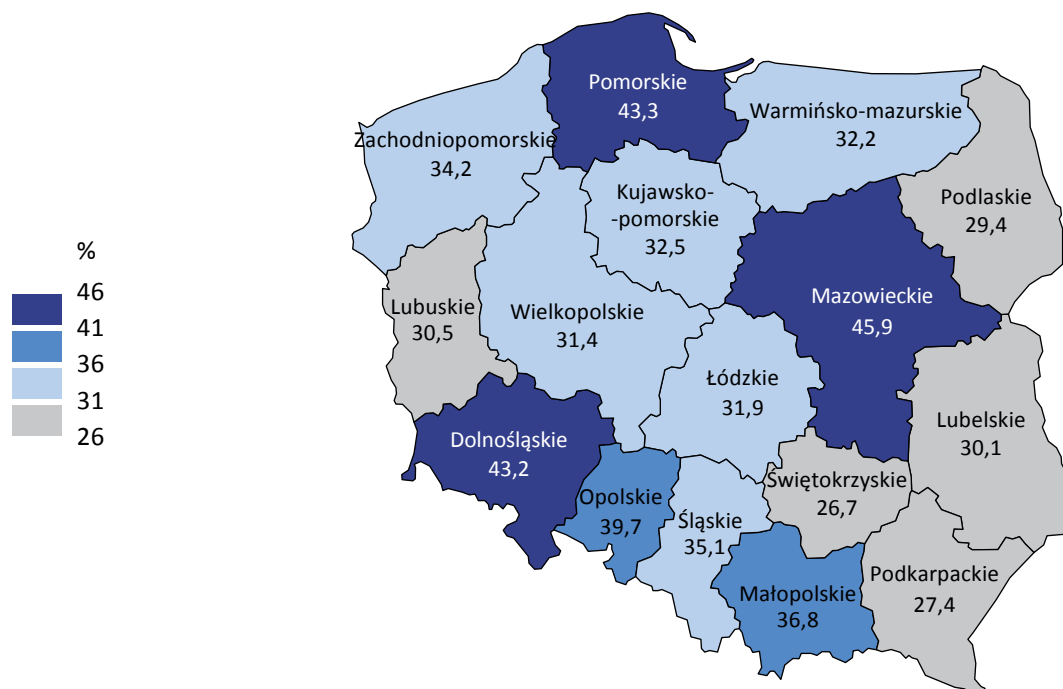 %
46
41
36
31
26
Pomorskie
43,3
Warmińsko-mazurskie
32,2
Zachodniopomorskie
34,2
Kujawsko-
-pomorskie
32,5
Podlaskie
29,4
Lubuskie
30,5
Wielkopolskie
31,4
Mazowieckie
45,9
Łódzkie
31,9
Lubelskie
30,1
Dolnośląskie
43,2
Opolskie
39,7
Śląskie
35,1
Świętokrzyskie
26,7
Małopolskie
36,8
Podkarpackie
27,4